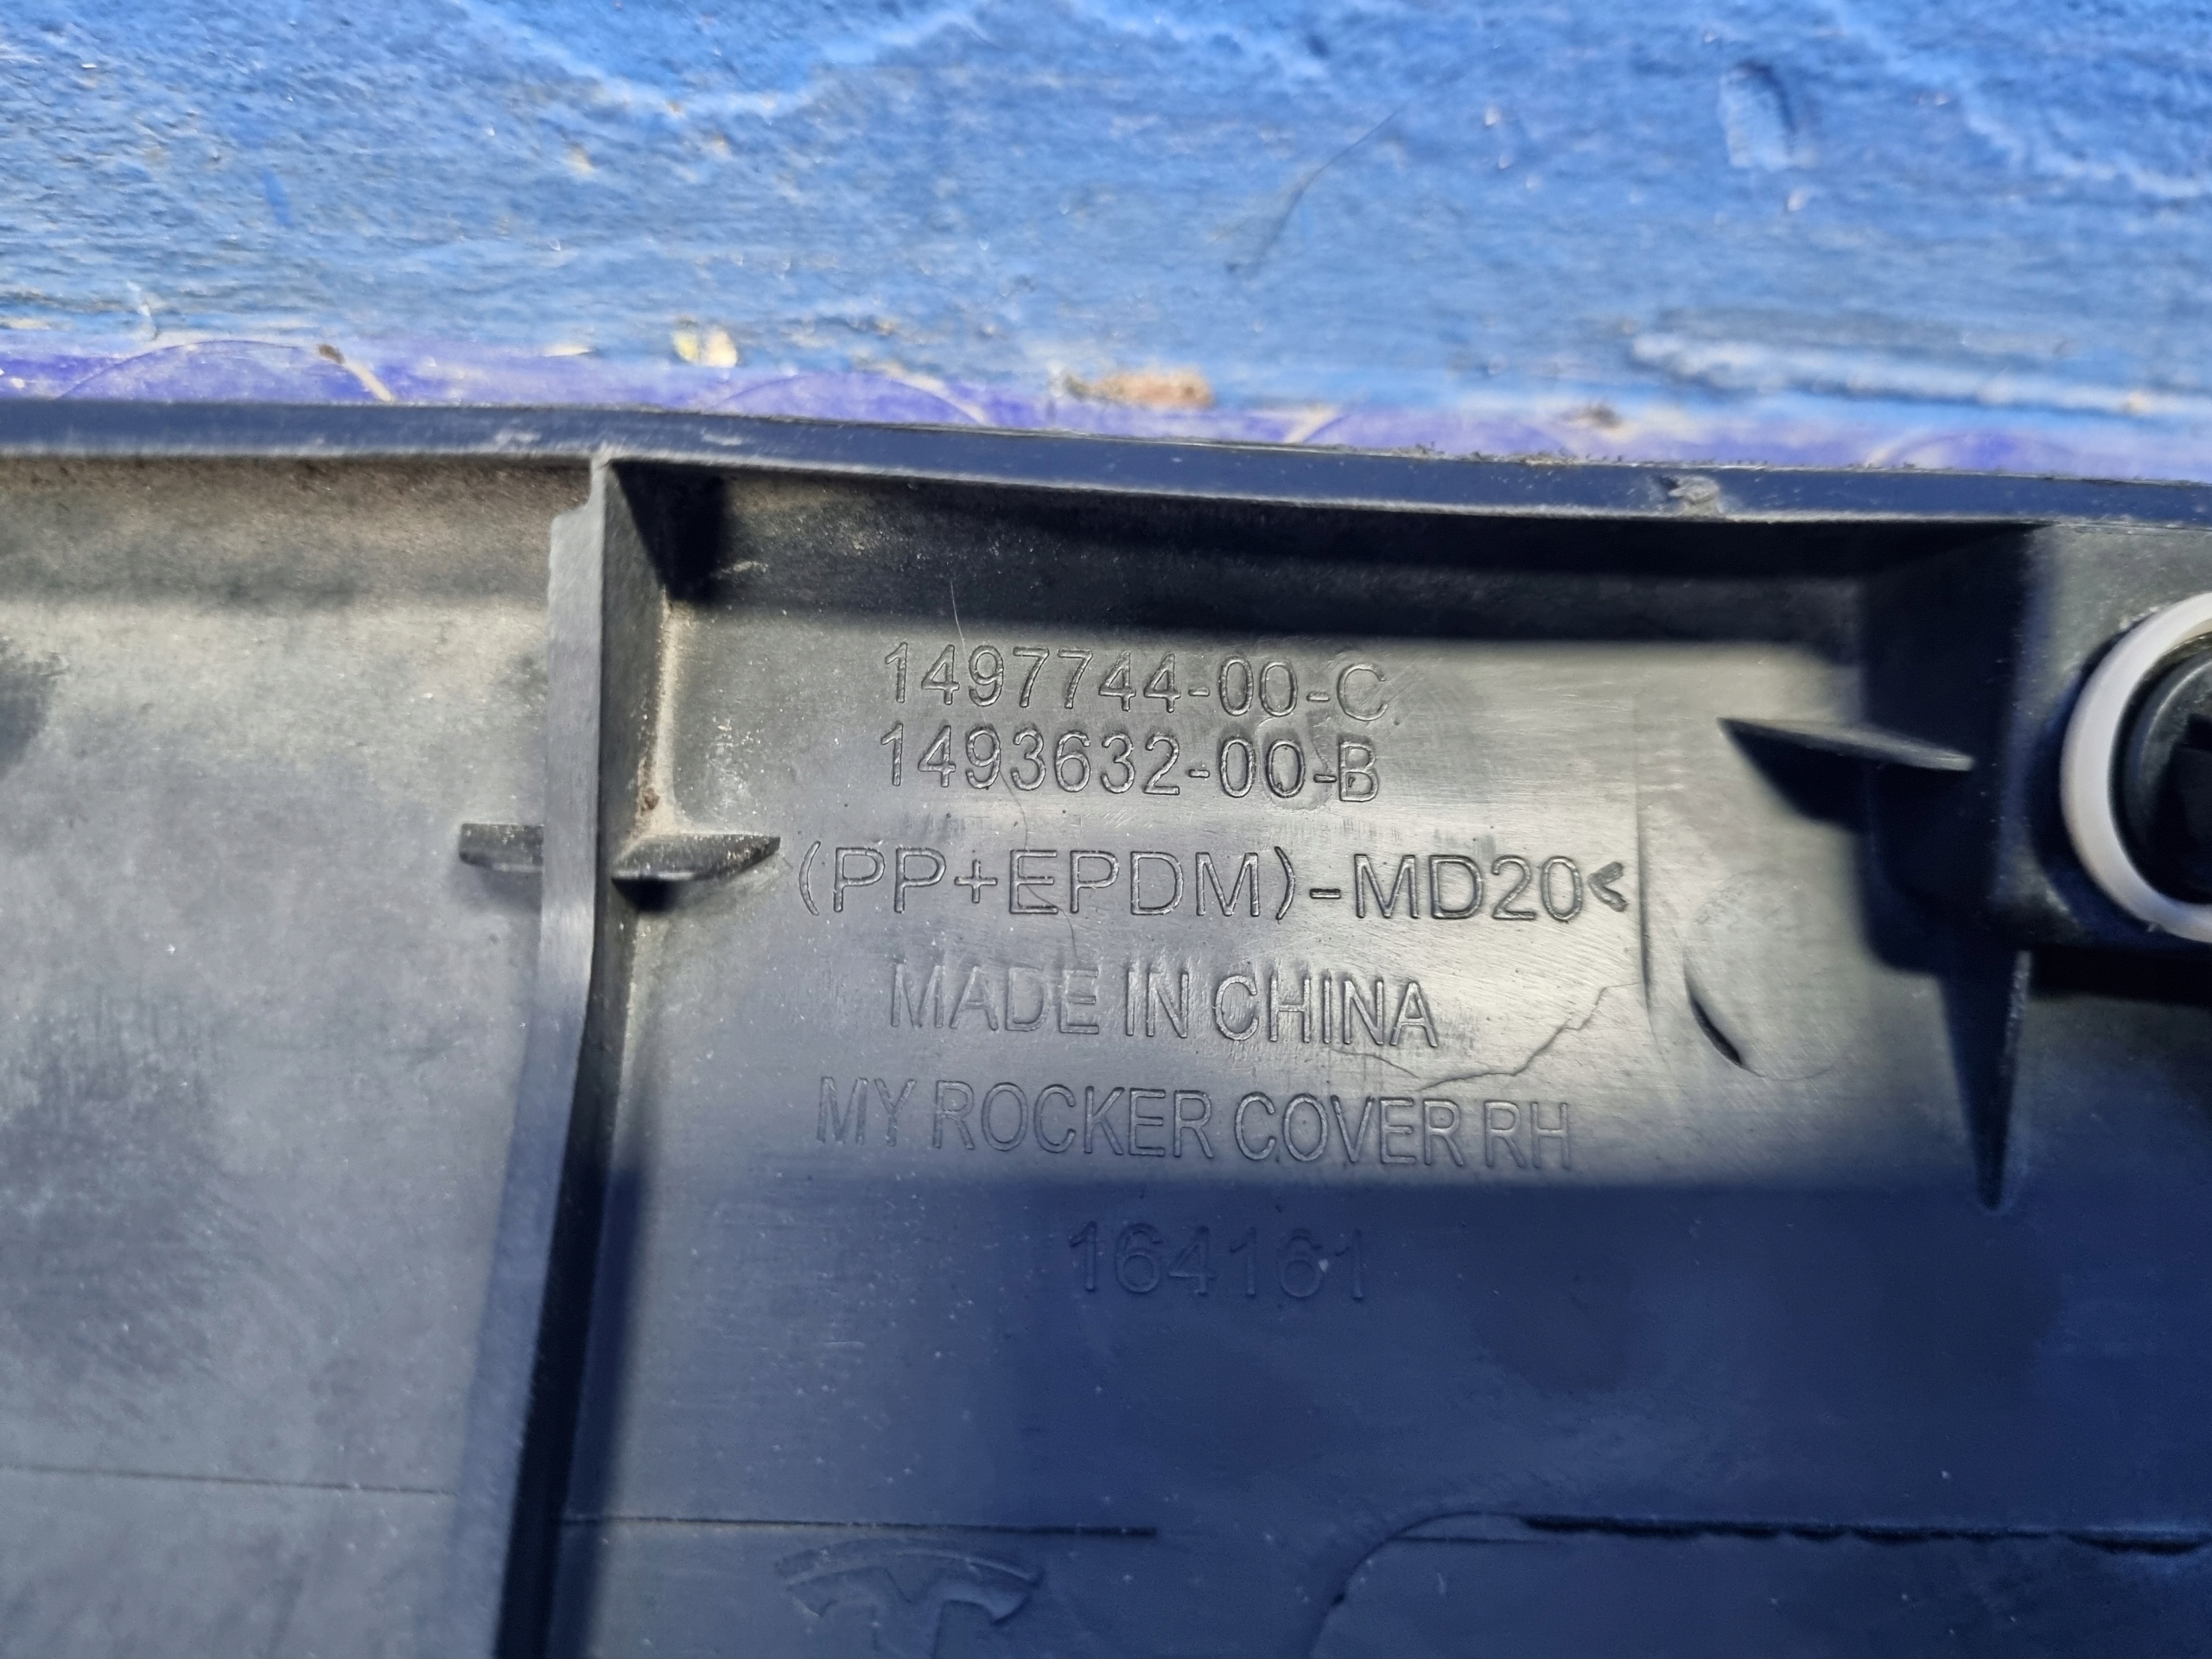 1497744-00-C
1493632-00-B
(PP+EPDM)-MD20<
MADE IN CHINA
MY ROCKER COVER RH
164161